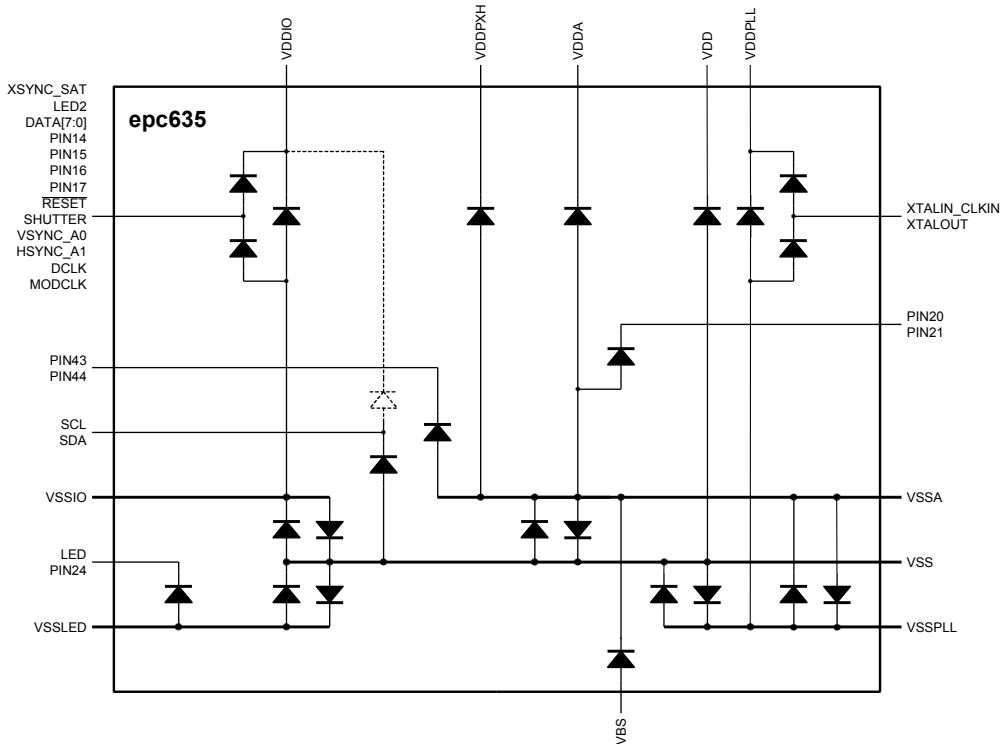 VDDIO
VDDPXH
VDDA
VDD
VDDPLL
epc635
XSYNC_SAT
LED2
DATA[7:0]
PIN14
PIN15
PIN16
PIN17
RESET
SHUTTER
VSYNC_A0
HSYNC_A1
DCLK
MODCLK
XTALIN_CLKIN
XTALOUT
PIN20
PIN21
PIN43
PIN44
SCL
SDA
VSSIO
VSSA
LED
PIN24
VSS
VSSLED
VSSPLL
VBS